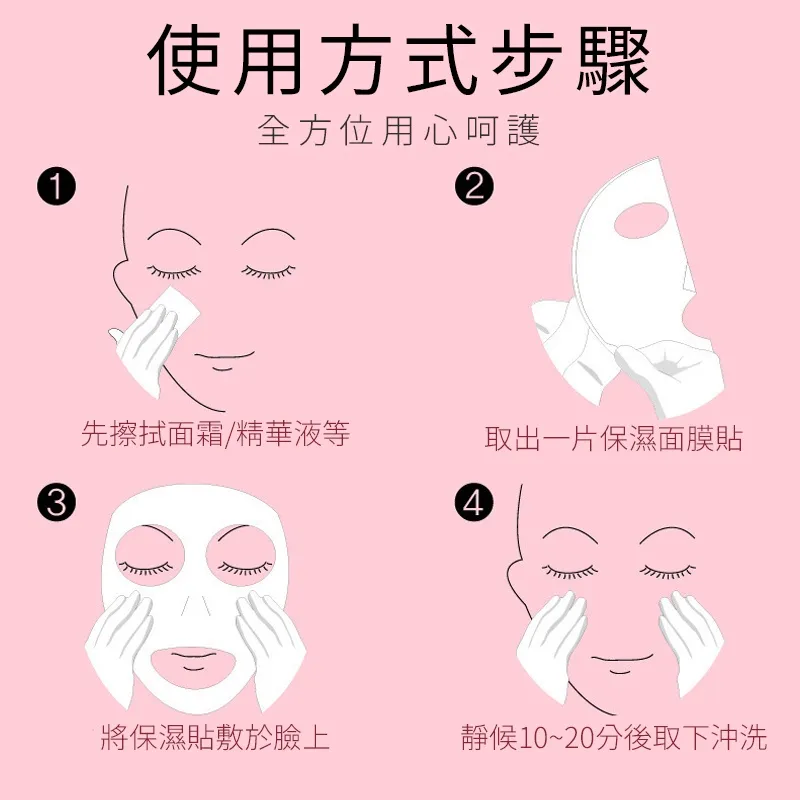 使用方式步驟
全方位用心呵護
1
2
先擦拭面霜/精華液等
取出一片保濕面膜貼
3
4
將保濕貼敷於臉上
靜候10~20分後取下沖洗